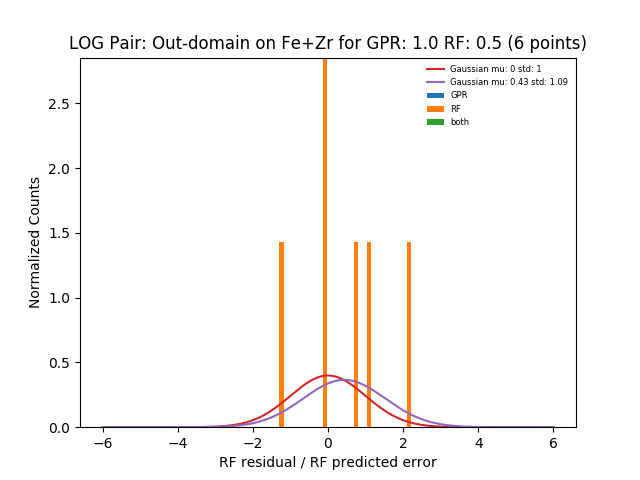 LOG Pair: Out-domain on Fe+Zr for GPR: 1.0 RF: 0.5 (6 points)
Gaussian mu: 0 std: 1
Gaussian mu: 0.43 std: 1.09
GPR
RF
both
Normalized Counts
2.5
2.0
1.5
1.0
0.5
0.0
−6 −4 −2 0 2 4 6
RF residual / RF predicted error